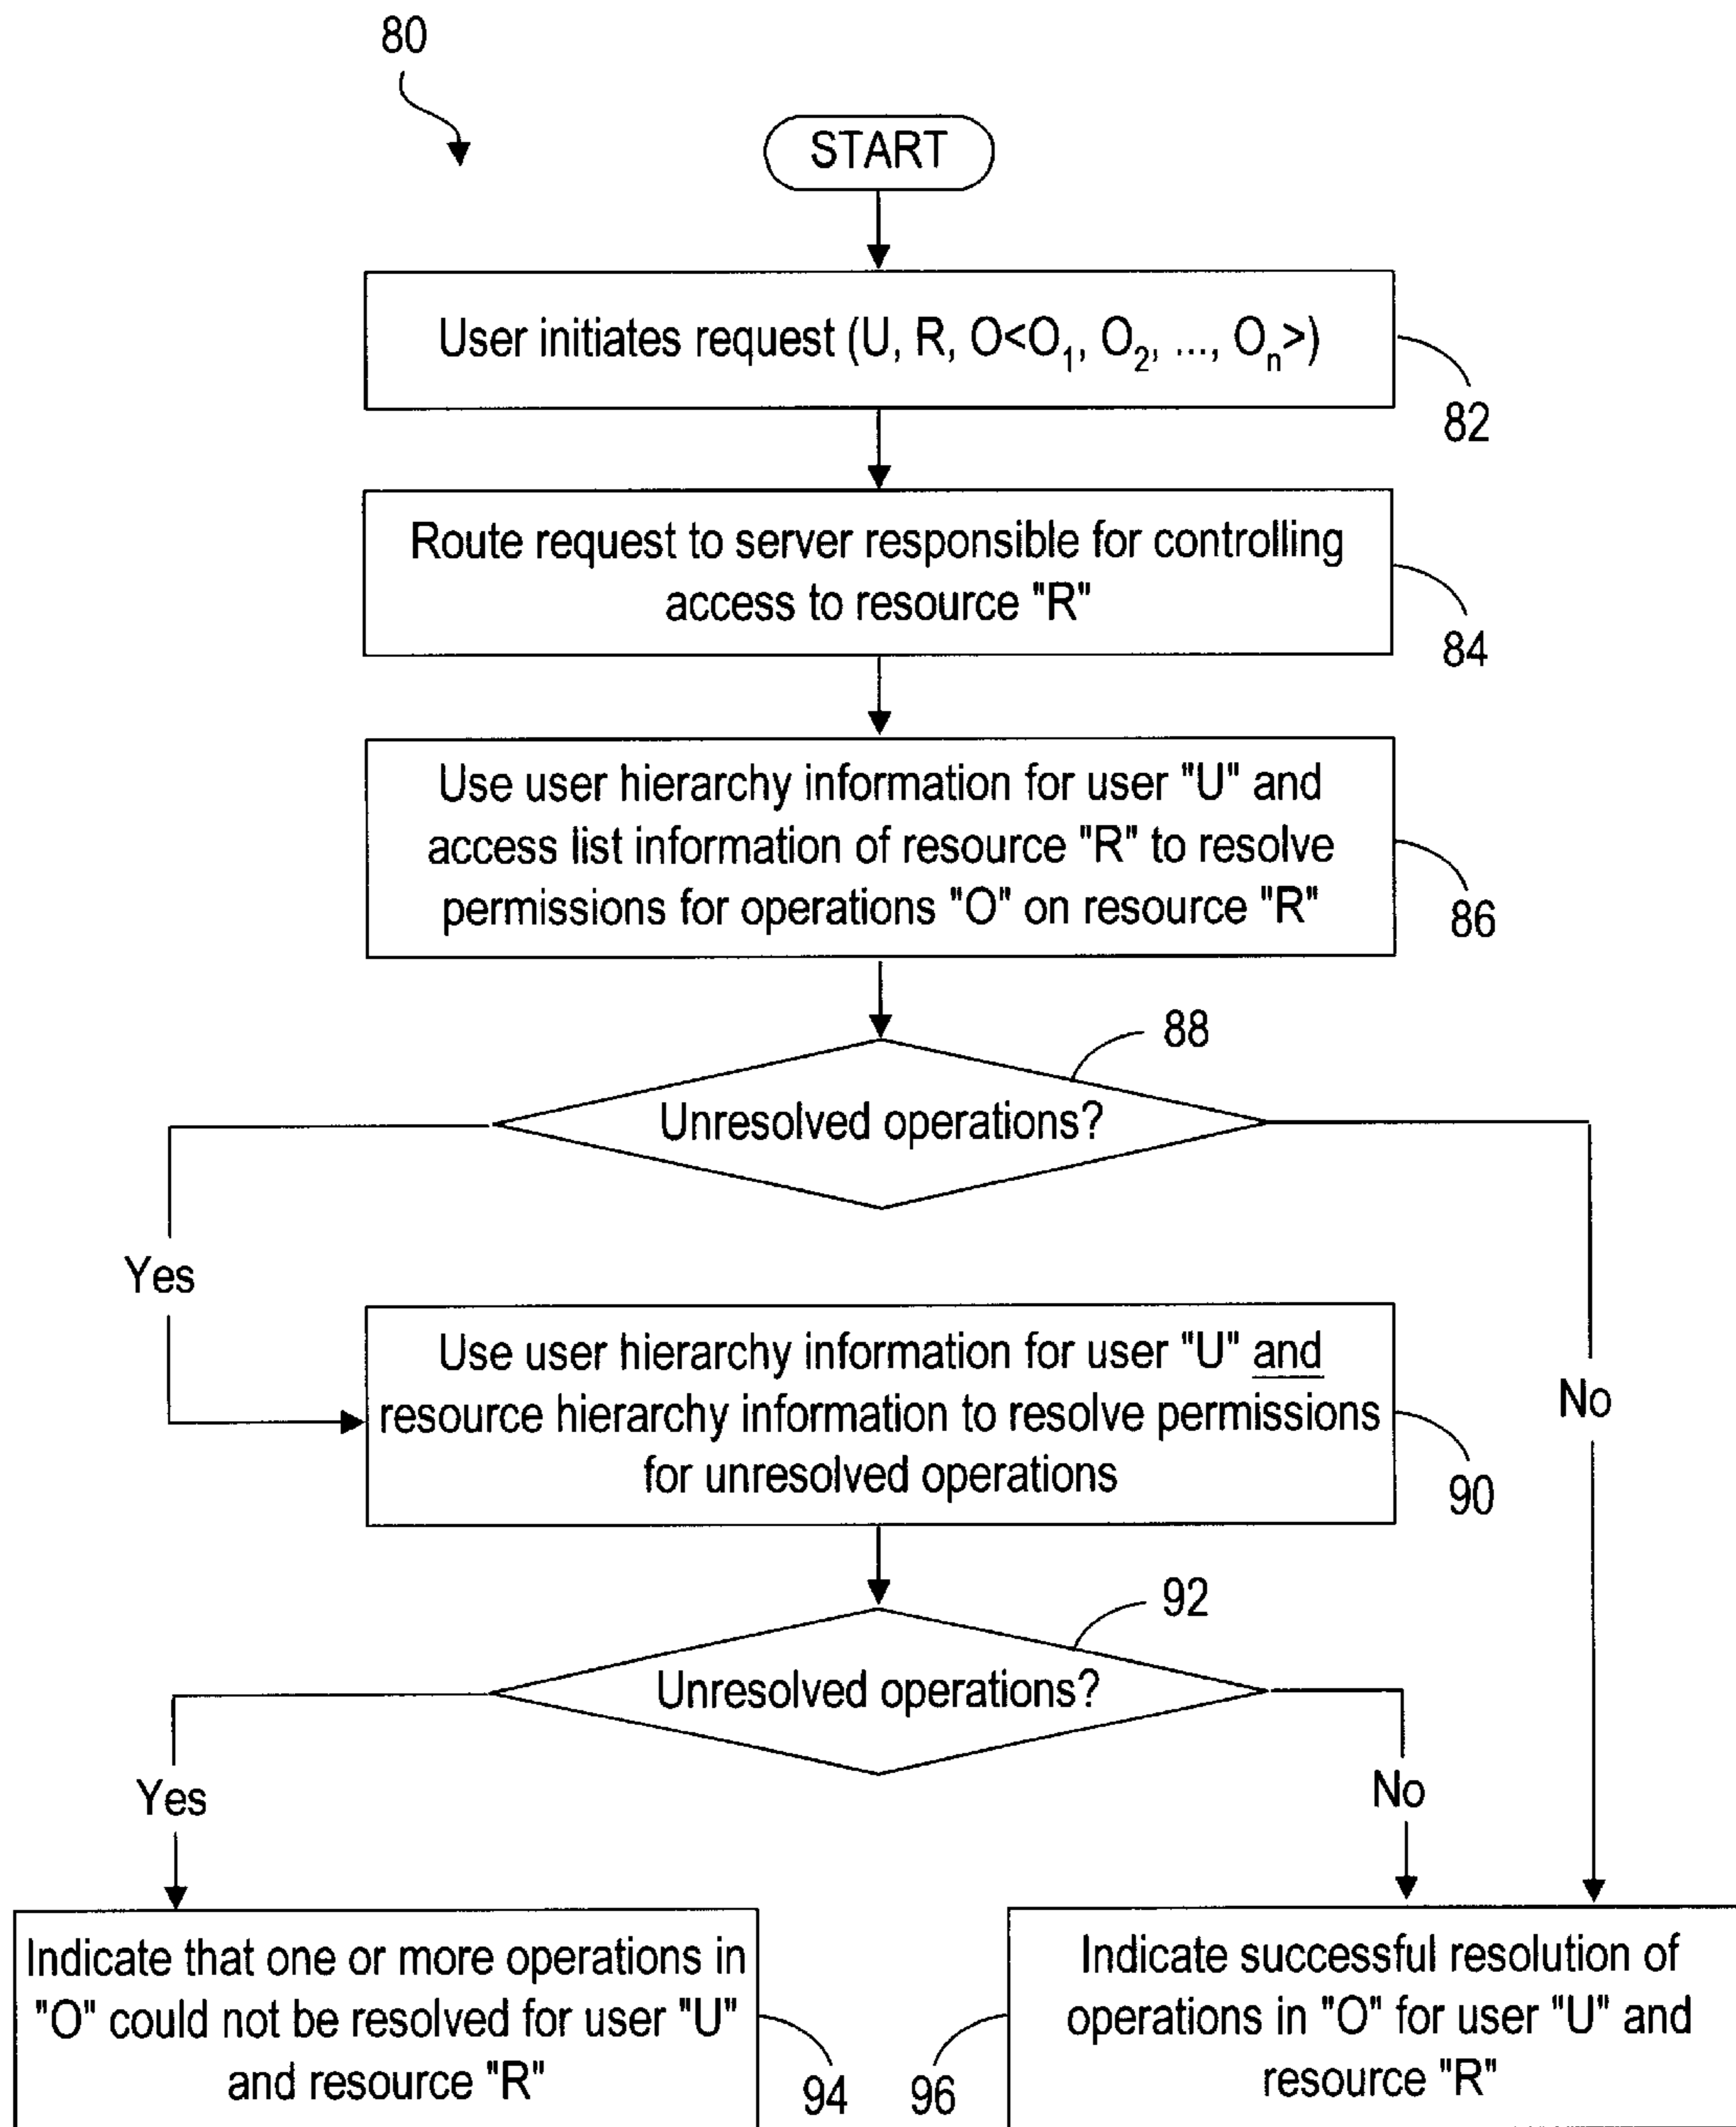 80
START
User initiates request (U, R, O<O₁, O₂, ..., Oₙ>)
82
Route request to server responsible for controlling
access to resource "R"
84
Use user hierarchy information for user "U" and
access list information of resource "R" to resolve
permissions for operations "O" on resource "R"
86
88
Unresolved operations?
Yes
No
Use user hierarchy information for user "U" and
resource hierarchy information to resolve permissions
for unresolved operations
90
92
Unresolved operations?
Yes
No
Indicate that one or more operations in
"O" could not be resolved for user "U"
and resource "R"
94
96
Indicate successful resolution of
operations in "O" for user "U" and
resource "R"